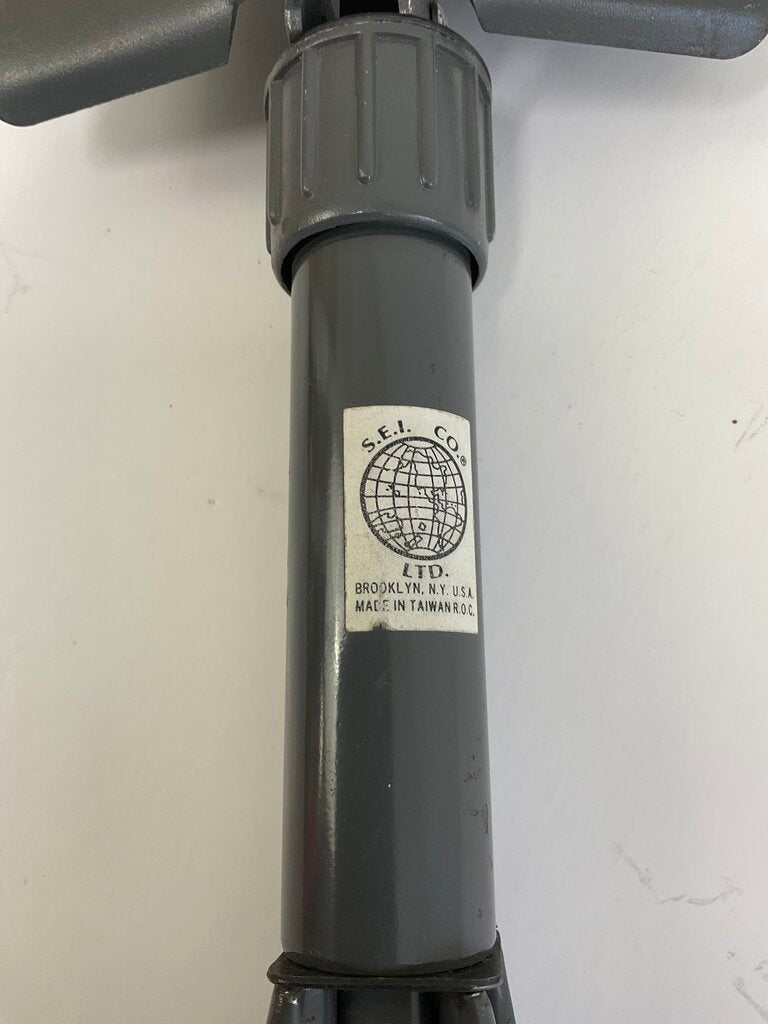 S.E.I. CO.®
LTD.
BROOKLYN, N.Y. U.S.A.
MADE IN TAIWAN R.O.C.